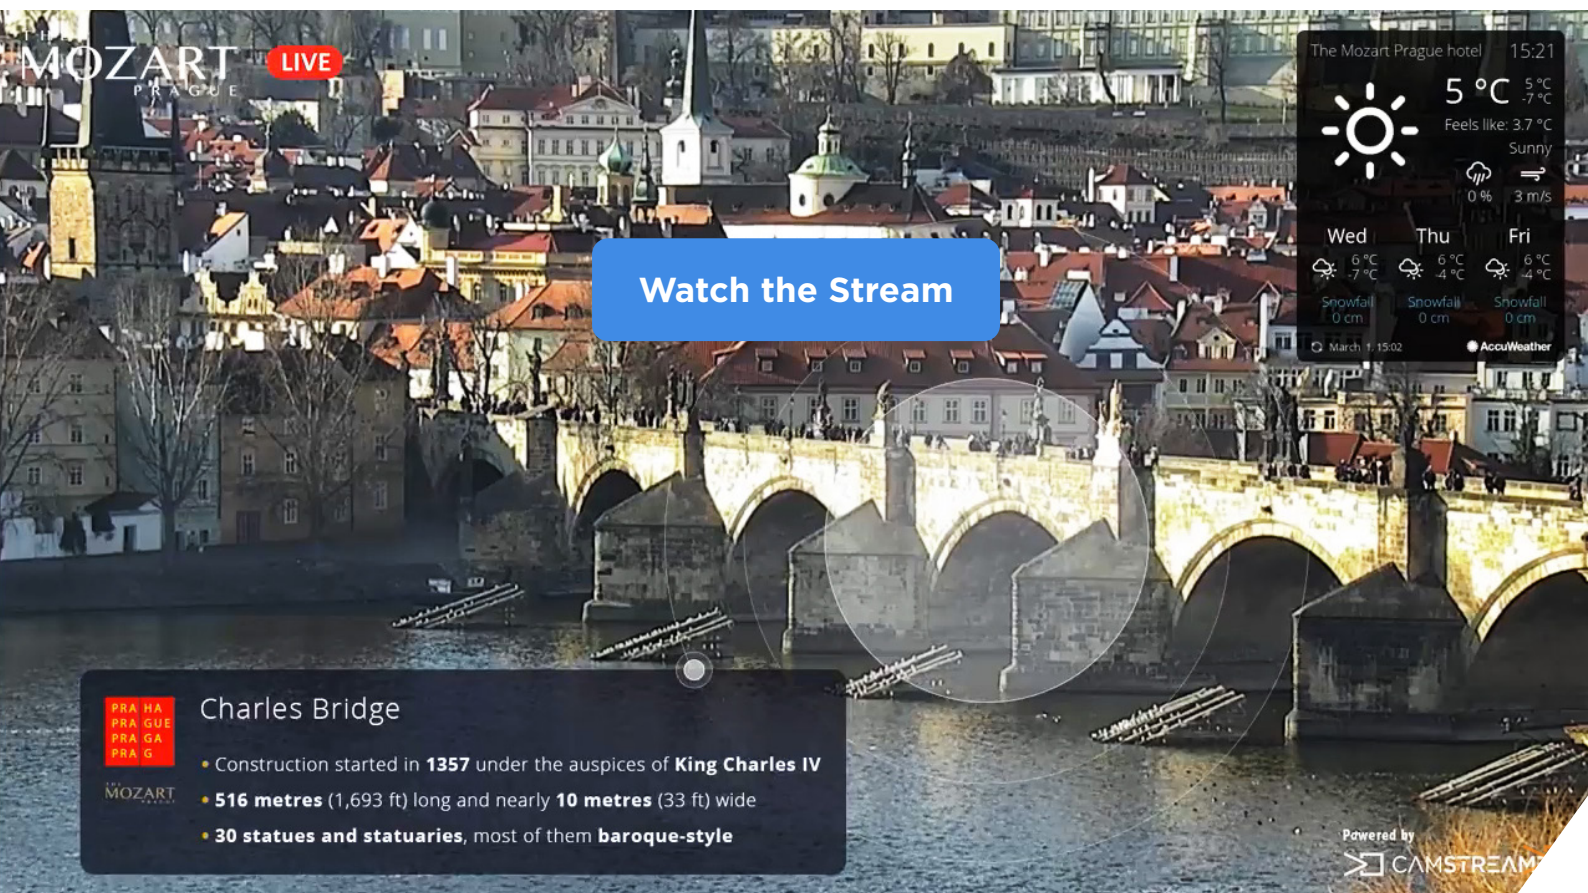 THE
MOZART
PRAGUE
LIVE
The Mozart Prague hotel 15:21
5 °C
5 °C
-7 °C
Feels like: 3.7 °C
Sunny
0 % 3 m/s
Wed Thu Fri
6 °C 6 °C 6 °C
-7 °C -4 °C -4 °C
Snowfall Snowfall Snowfall
0 cm 0 cm 0 cm
March 1, 15:02 AccuWeather
Watch the Stream
PRA HA
PRA GUE
PRA GA
PRA G
THE
MOZART
PRAGUE
Charles Bridge
• Construction started in 1357 under the auspices of King Charles IV
• 516 metres (1,693 ft) long and nearly 10 metres (33 ft) wide
• 30 statues and statuaries, most of them baroque-style
Powered by
CAMSTREAM